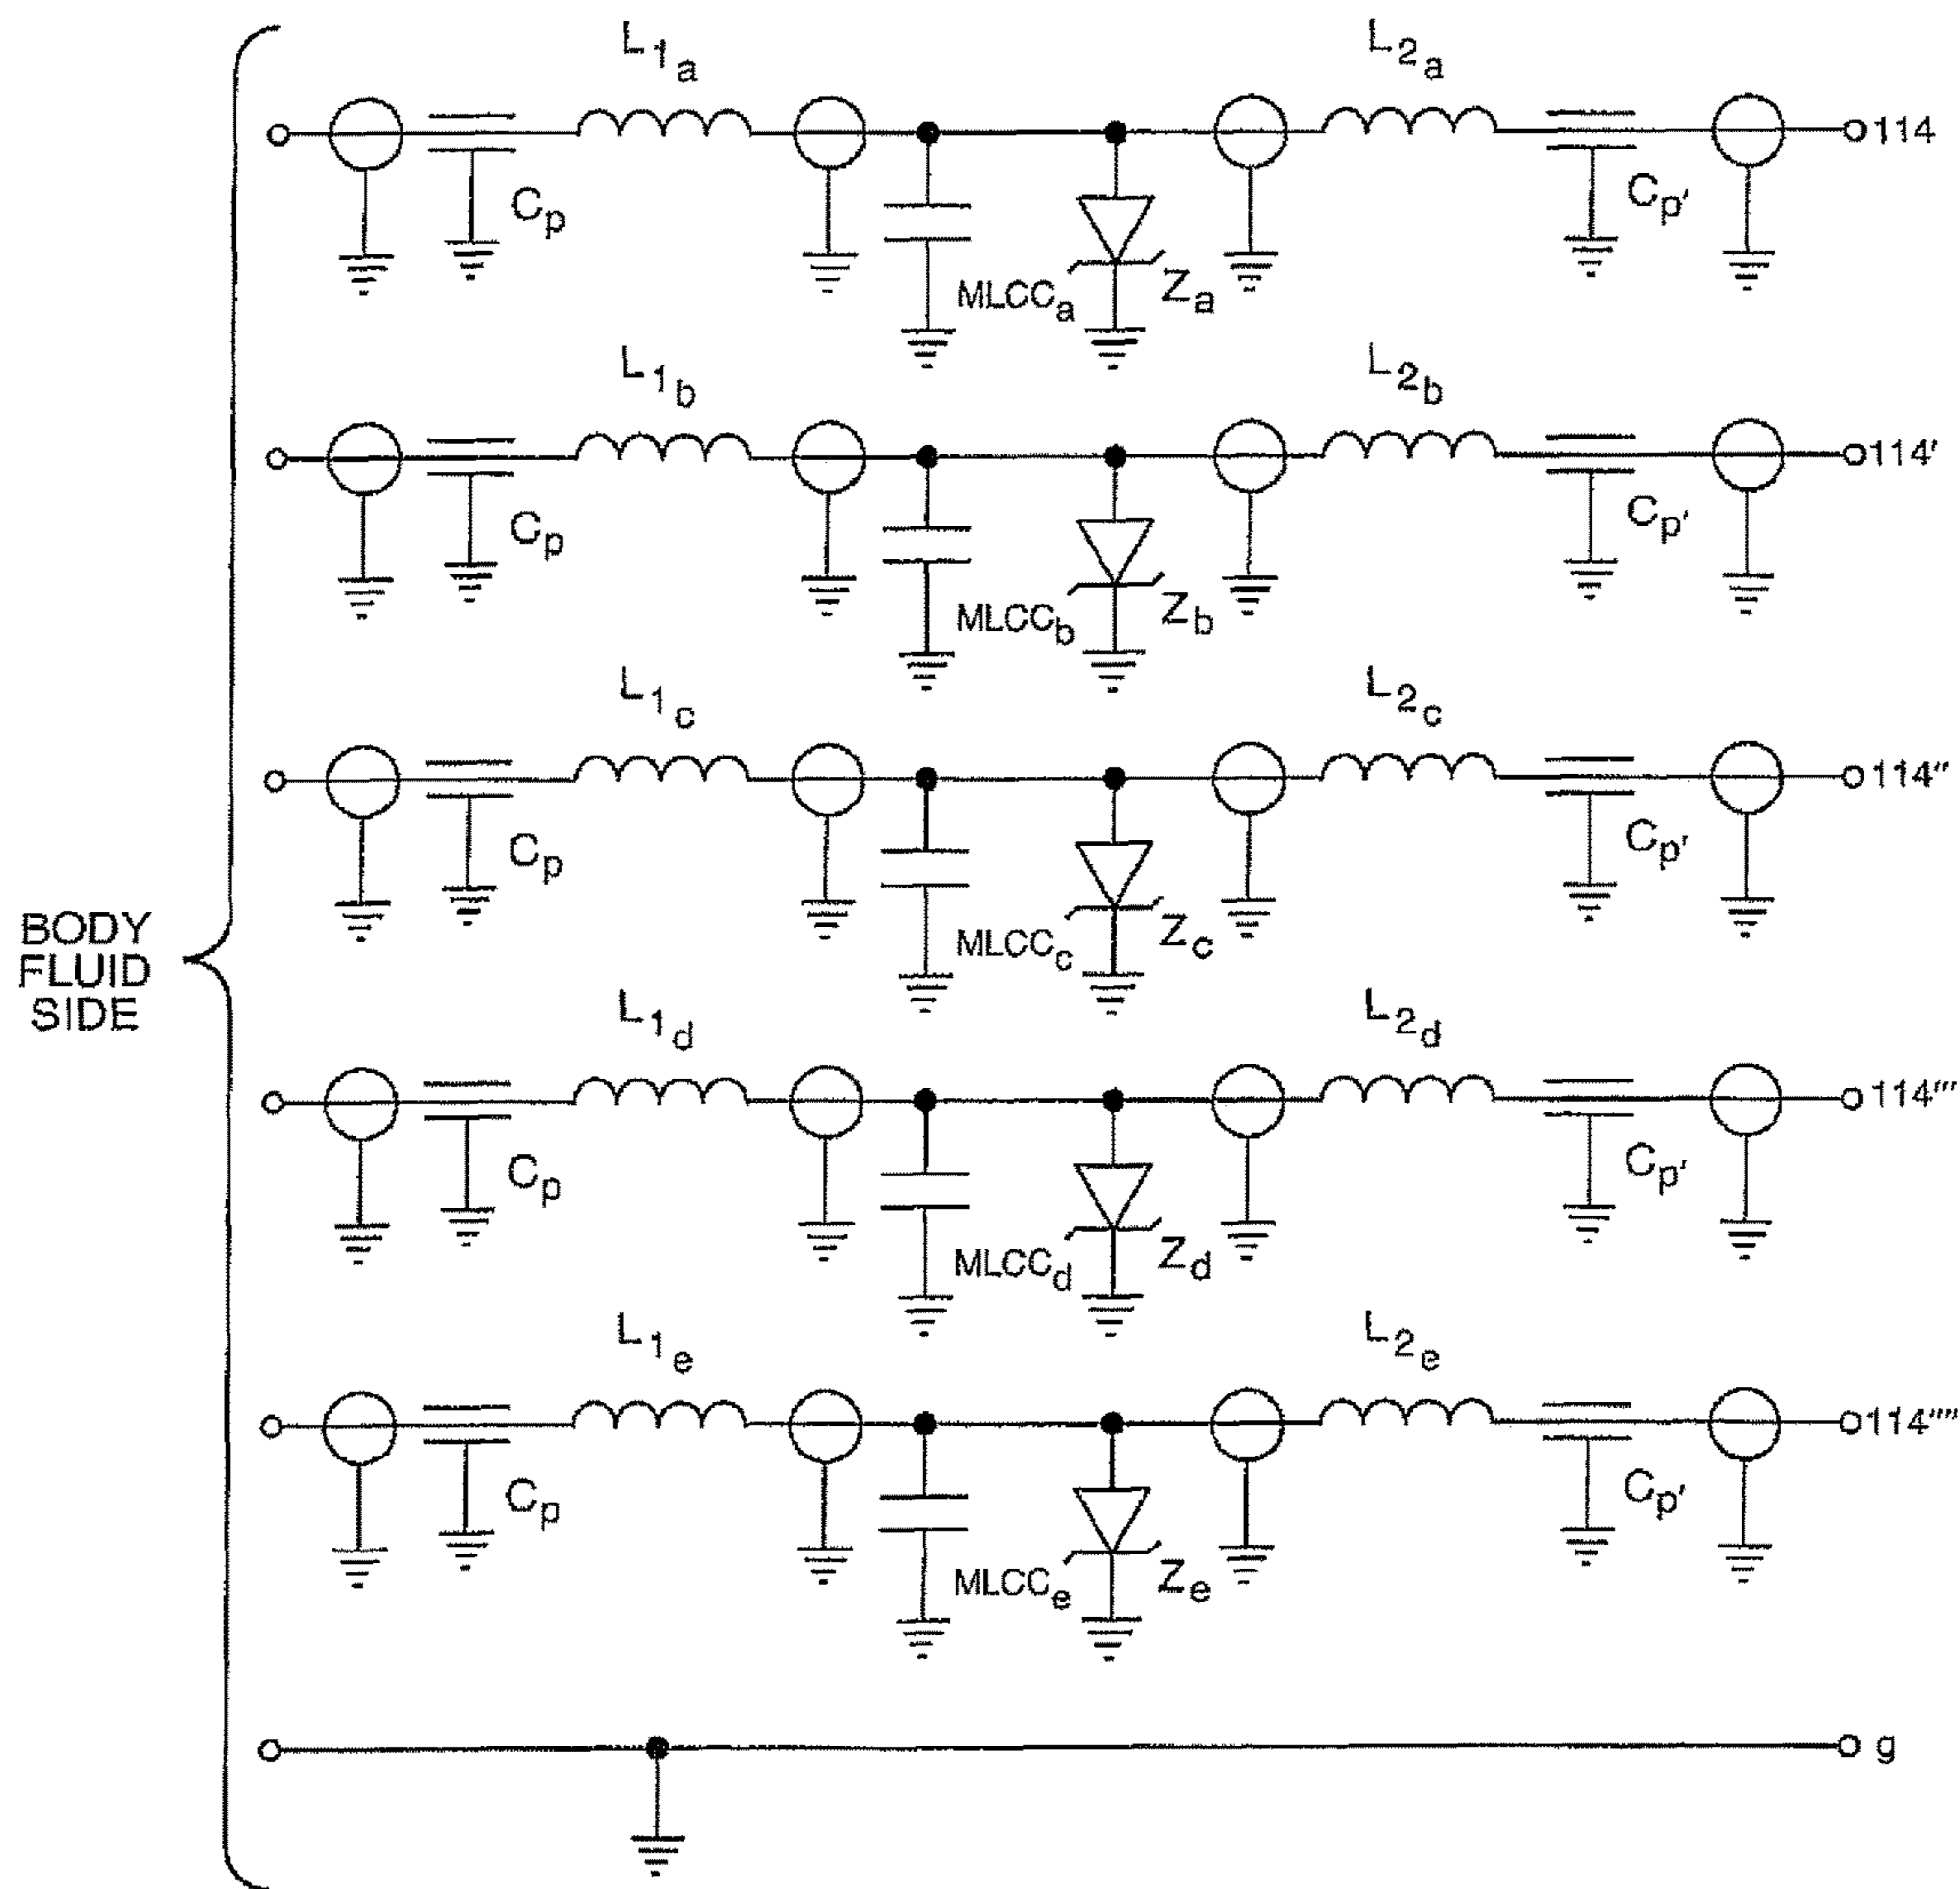 L1a L2a
114
Cp Cp'
MLCCa Za
L1b L2b
114'
Cp Cp'
MLCCb Zb
L1c L2c
114''
Cp Cp'
BODY
FLUID
SIDE
MLCCc Zc
L1d L2d
114'''
Cp Cp'
MLCCd Zd
L1e L2e
114''''
Cp Cp'
MLCCe Ze
g